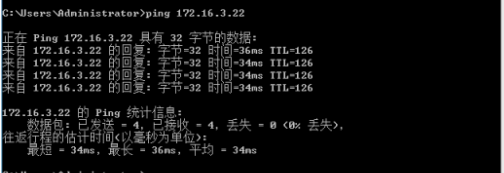 C:\Users\Administrator>ping 172.16.3.22
正在 Ping 172.16.3.22 具有 32 字节的数据:
来自 172.16.3.22 的回复: 字节=32 时间=36ms TTL=126
来自 172.16.3.22 的回复: 字节=32 时间=34ms TTL=126
来自 172.16.3.22 的回复: 字节=32 时间=34ms TTL=126
来自 172.16.3.22 的回复: 字节=32 时间=34ms TTL=126
172.16.3.22 的 Ping 统计信息:
数据包: 已发送 = 4, 已接收 = 4, 丢失 = 0 (0% 丢失),
往返行程的估计时间(以毫秒为单位):
最短 = 34ms, 最长 = 36ms, 平均 = 34ms